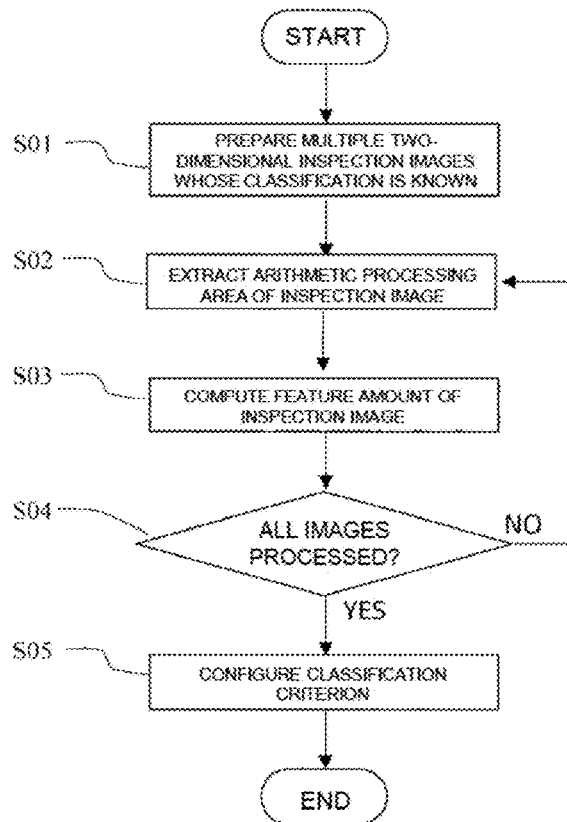 START
S01
PREPARE MULTIPLE TWO-
DIMENSIONAL INSPECTION IMAGES
WHOSE CLASSIFICATION IS KNOWN
S02
EXTRACT ARITHMETIC PROCESSING
AREA OF INSPECTION IMAGE
S03
COMPUTE FEATURE AMOUNT OF
INSPECTION IMAGE
S04
ALL IMAGES
PROCESSED?
NO
YES
S05
CONFIGURE CLASSIFICATION
CRITERION
END